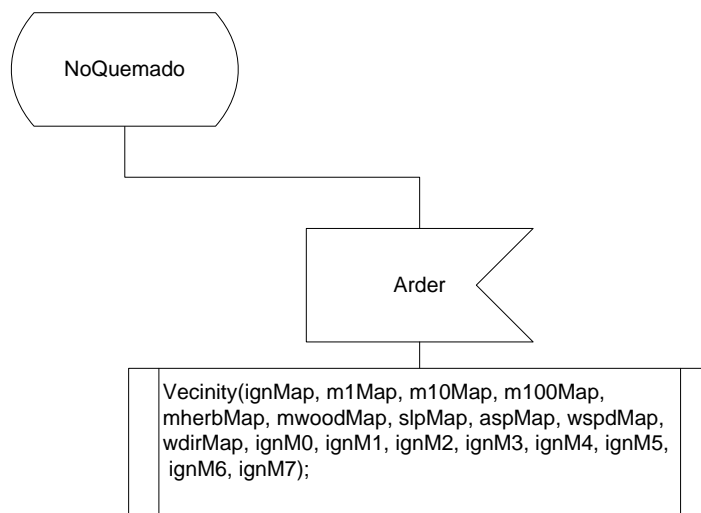 NoQuemado
Arder
Vecinity(ignMap, m1Map, m10Map, m100Map,
mherbMap, mwoodMap, slpMap, aspMap, wspdMap,
wdirMap, ignM0, ignM1, ignM2, ignM3, ignM4, ignM5,
ignM6, ignM7);